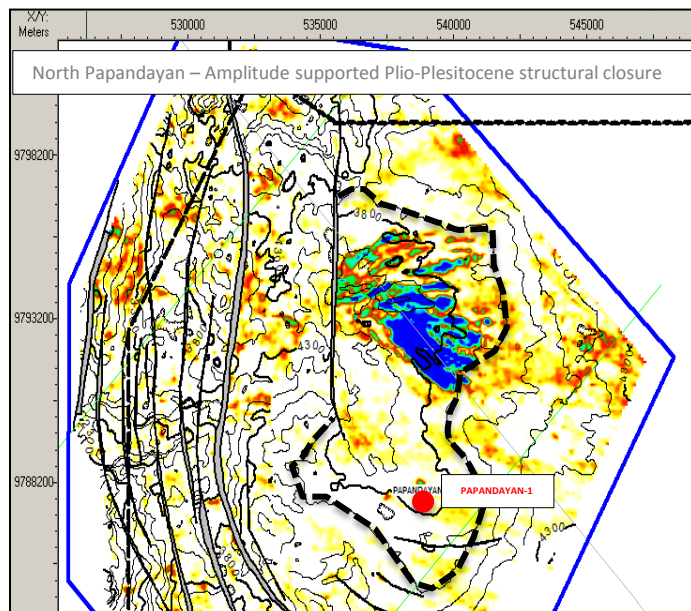 X/Y:
Meters
530000
535000
540000
545000
North Papandayan – Amplitude supported Plio-Plesitocene structural closure
9798200
3800
9793200
4300
4300
9788200
PAPANDAYAN
PAPANDAYAN-1
4300